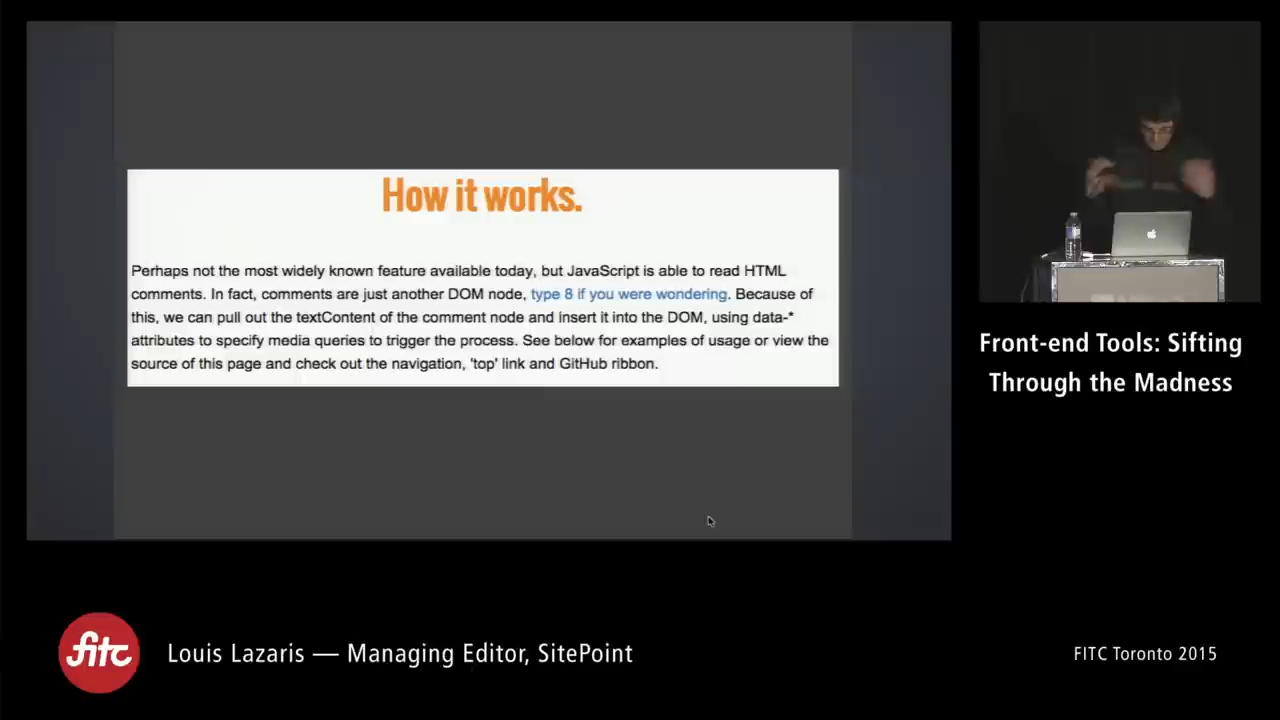 How it works.
Perhaps not the most widely known feature available today, but JavaScript is able to read HTML
comments. In fact, comments are just another DOM node, type 8 if you were wondering. Because of
this, we can pull out the textContent of the comment node and insert it into the DOM, using data-*
attributes to specify media queries to trigger the process. See below for examples of usage or view the
source of this page and check out the navigation, 'top' link and GitHub ribbon.
Front-end Tools: Sifting
Through the Madness
fitc
Louis Lazaris — Managing Editor, SitePoint
FITC Toronto 2015